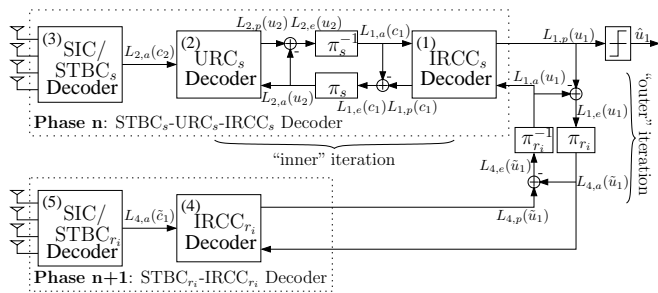 (3)
SIC/
STBC_s
Decoder
L_{2,a}(c_2)
(2)
URC_s
Decoder
L_{2,p}(u_2) L_{2,e}(u_2)
-
L_{2,a}(u_2)
π_s^{-1}
π_s
L_{1,a}(c_1)
-
L_{1,e}(c_1) L_{1,p}(c_1)
(1)
IRCC_s
Decoder
L_{1,p}(u_1)
û_1
L_{1,a}(u_1)
-
L_{1,e}(u_1)
"outer" iteration
π_{r_i}^{-1}
π_{r_i}
L_{4,e}(ũ_1)
-
L_{4,a}(ũ_1)
L_{4,p}(ũ_1)
Phase n: STBC_s-URC_s-IRCC_s Decoder
"inner" iteration
(5)
SIC/
STBC_{r_i}
Decoder
L_{4,a}(c̃_1)
(4)
IRCC_{r_i}
Decoder
Phase n+1: STBC_{r_i}-IRCC_{r_i} Decoder